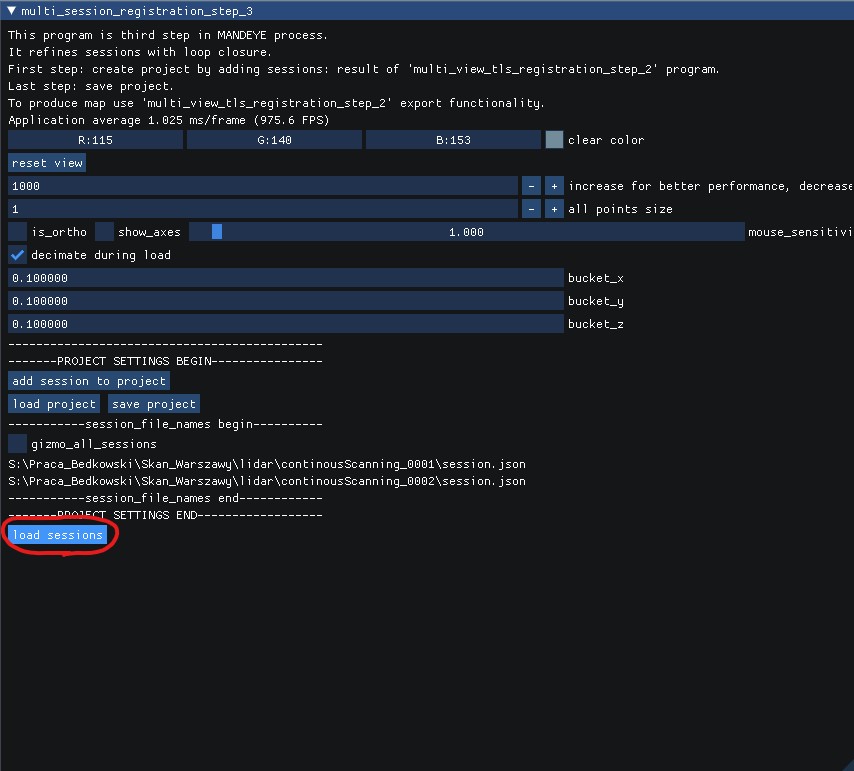 multi_session_registration_step_3
This program is third step in MANDEYE process.
It refines sessions with loop closure.
First step: create project by adding sessions: result of 'multi_view_tls_registration_step_2' program.
Last step: save project.
To produce map use 'multi_view_tls_registration_step_2' export functionality.
Application average 1.025 ms/frame (975.6 FPS)
R:115 G:140 B:153 clear color
reset view
1000 - + increase for better performance, decrease
1 - + all points size
is_ortho show_axes 1.000 mouse_sensitivi
decimate during load
0.100000 bucket_x
0.100000 bucket_y
0.100000 bucket_z
---------------------------------------------
-------PROJECT SETTINGS BEGIN----------------
add session to project
load project save project
-----------session_file_names begin----------
gizmo_all_sessions
S:\Praca_Bedkowski\Skan_Warszawy\lidar\continousScanning_0001\session.json
S:\Praca_Bedkowski\Skan_Warszawy\lidar\continousScanning_0002\session.json
-----------session_file_names end------------
-------PROJECT SETTINGS END------------------
load sessions